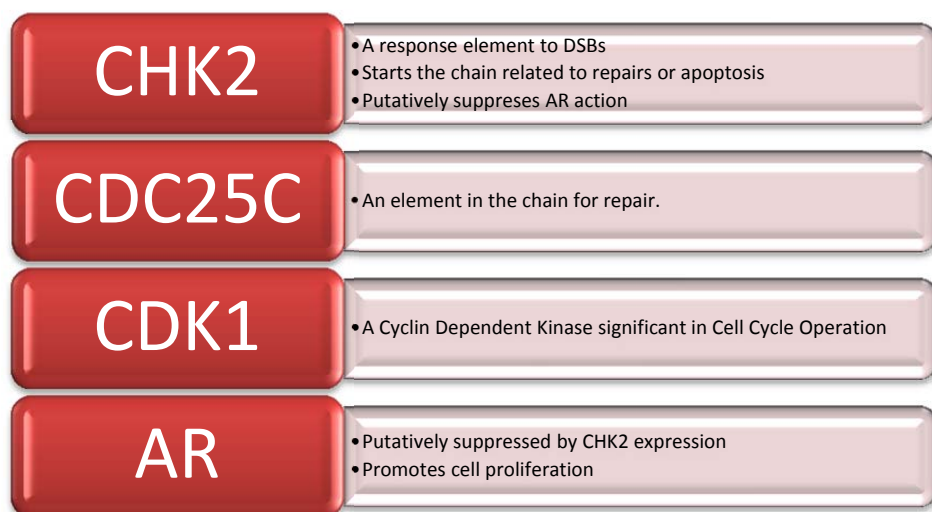 CHK2
•A response element to DSBs
•Starts the chain related to repairs or apoptosis
•Putatively suppreses AR action
CDC25C
•An element in the chain for repair.
CDK1
•A Cyclin Dependent Kinase significant in Cell Cycle Operation
AR
•Putatively suppressed by CHK2 expression
•Promotes cell proliferation